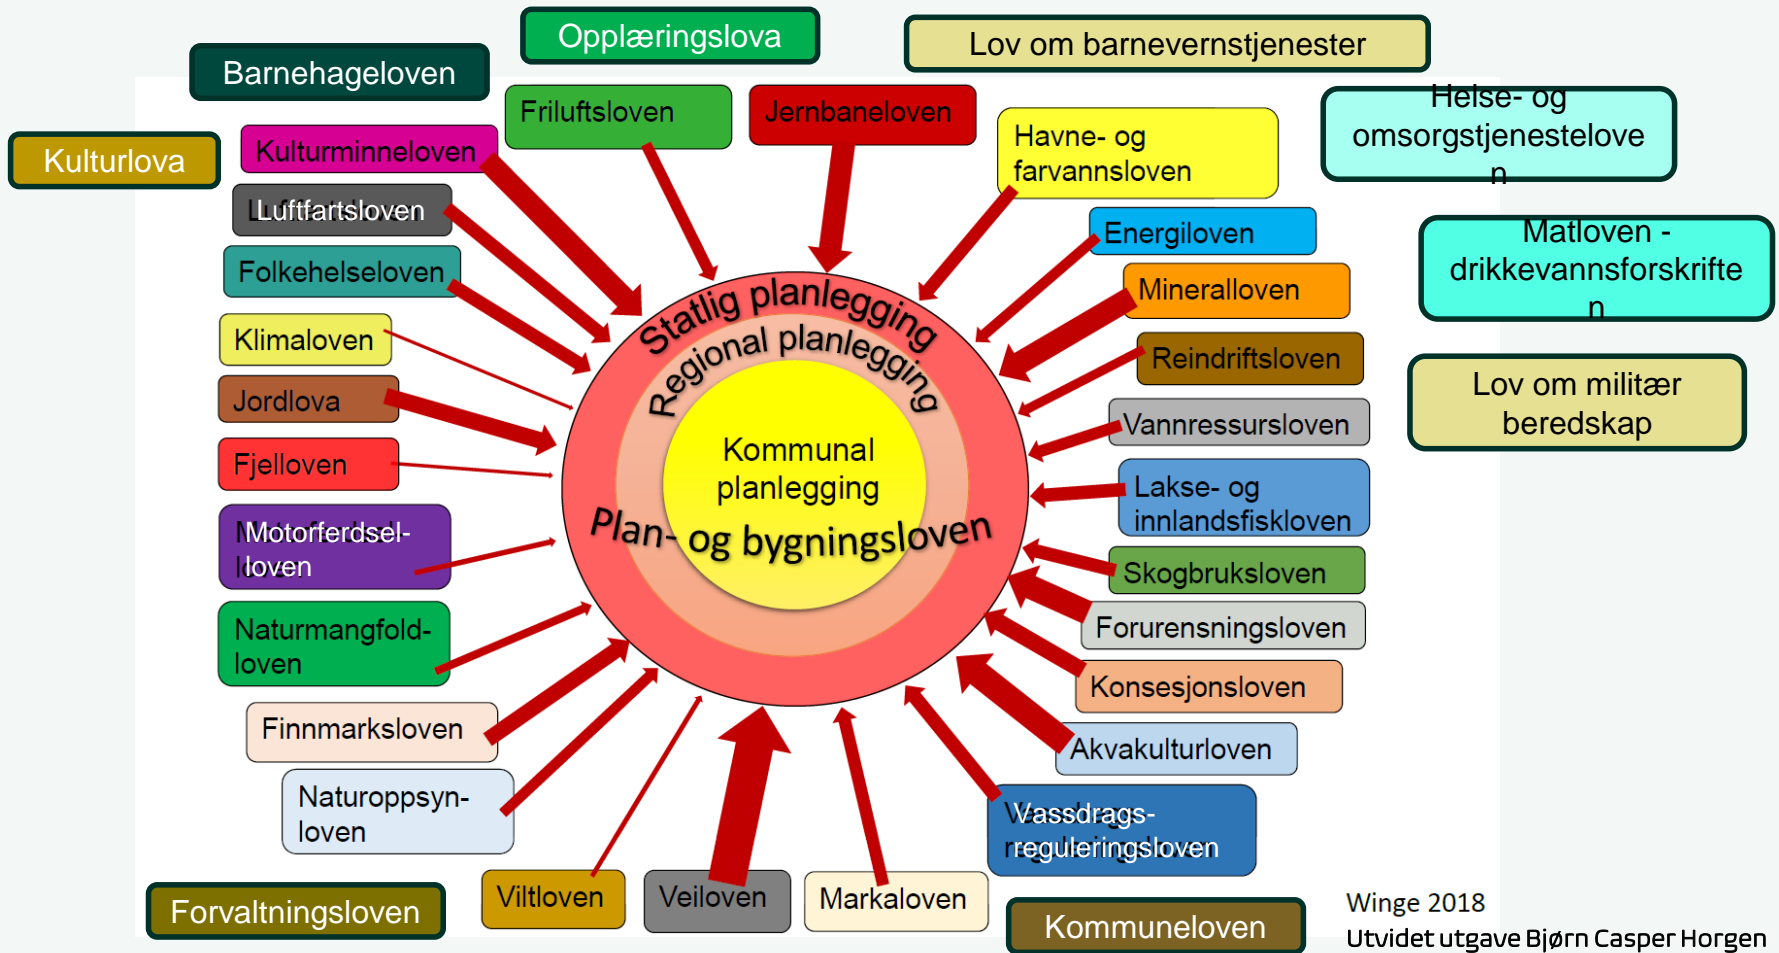 Opplæringslova
Lov om barnevernstjenester
Barnehageloven
Friluftsloven
Jernbaneloven
Helse- og
omsorgstjenestelove
n
Kulturlova
Kulturminneloven
Havne- og
farvannsloven
Luftfartsloven
Energiloven
Matloven -
drikkevannsforskrifte
n
Folkehelseloven
Mineralloven
Klimaloven
Reindriftsloven
Jordlova
Vannressursloven
Lov om militær
beredskap
Fjelloven
Lakse- og
innlandsfiskloven
Motorferdsel-
loven
Skogbruksloven
Naturmangfold-
loven
Forurensningsloven
Konsesjonsloven
Finnmarksloven
Akvakulturloven
Naturoppsyn-
loven
Vassdrags-
reguleringsloven
Viltloven
Veiloven
Markaloven
Forvaltningsloven
Kommuneloven
Statlig planlegging
Regional planlegging
Kommunal
planlegging
Plan- og bygningsloven
Winge 2018
Utvidet utgave Bjørn Casper Horgen